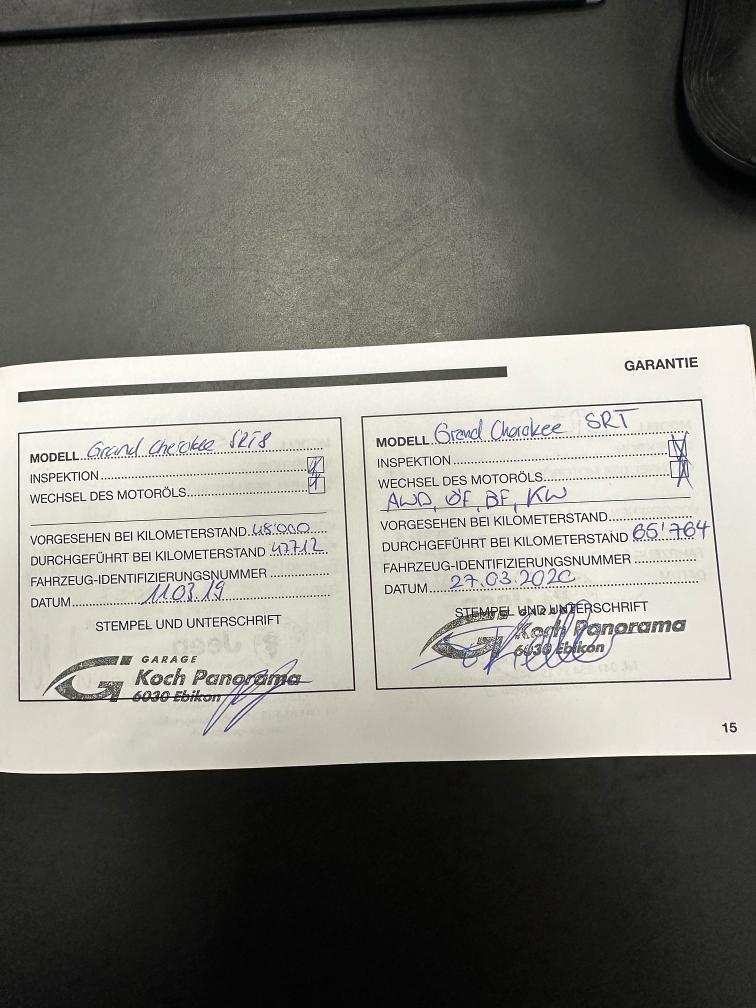 GARANTIE
MODELL Grand Cherokee SRT8
INSPEKTION
WECHSEL DES MOTORÖLS
VORGESEHEN BEI KILOMETERSTAND 48'000
DURCHGEFÜHRT BEI KILOMETERSTAND 47712
FAHRZEUG-IDENTIFIZIERUNGSNUMMER
DATUM 11.03.19
STEMPEL UND UNTERSCHRIFT
GARAGE
Koch Panorama
6030 Ebikon
MODELL Grand Cherokee SRT
INSPEKTION
WECHSEL DES MOTORÖLS
AWD, ÖF, BF, KW
VORGESEHEN BEI KILOMETERSTAND
DURCHGEFÜHRT BEI KILOMETERSTAND 66'764
FAHRZEUG-IDENTIFIZIERUNGSNUMMER
DATUM 27.03.2020
STEMPEL UND UNTERSCHRIFT
Koch Panorama
6030 Ebikon
15